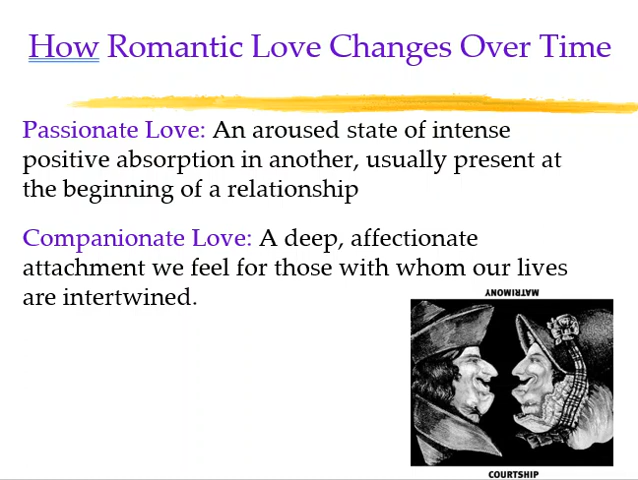 How Romantic Love Changes Over Time
Passionate Love: An aroused state of intense
positive absorption in another, usually present at
the beginning of a relationship
Companionate Love: A deep, affectionate
attachment we feel for those with whom our lives
are intertwined.
MATRIMONY
COURTSHIP